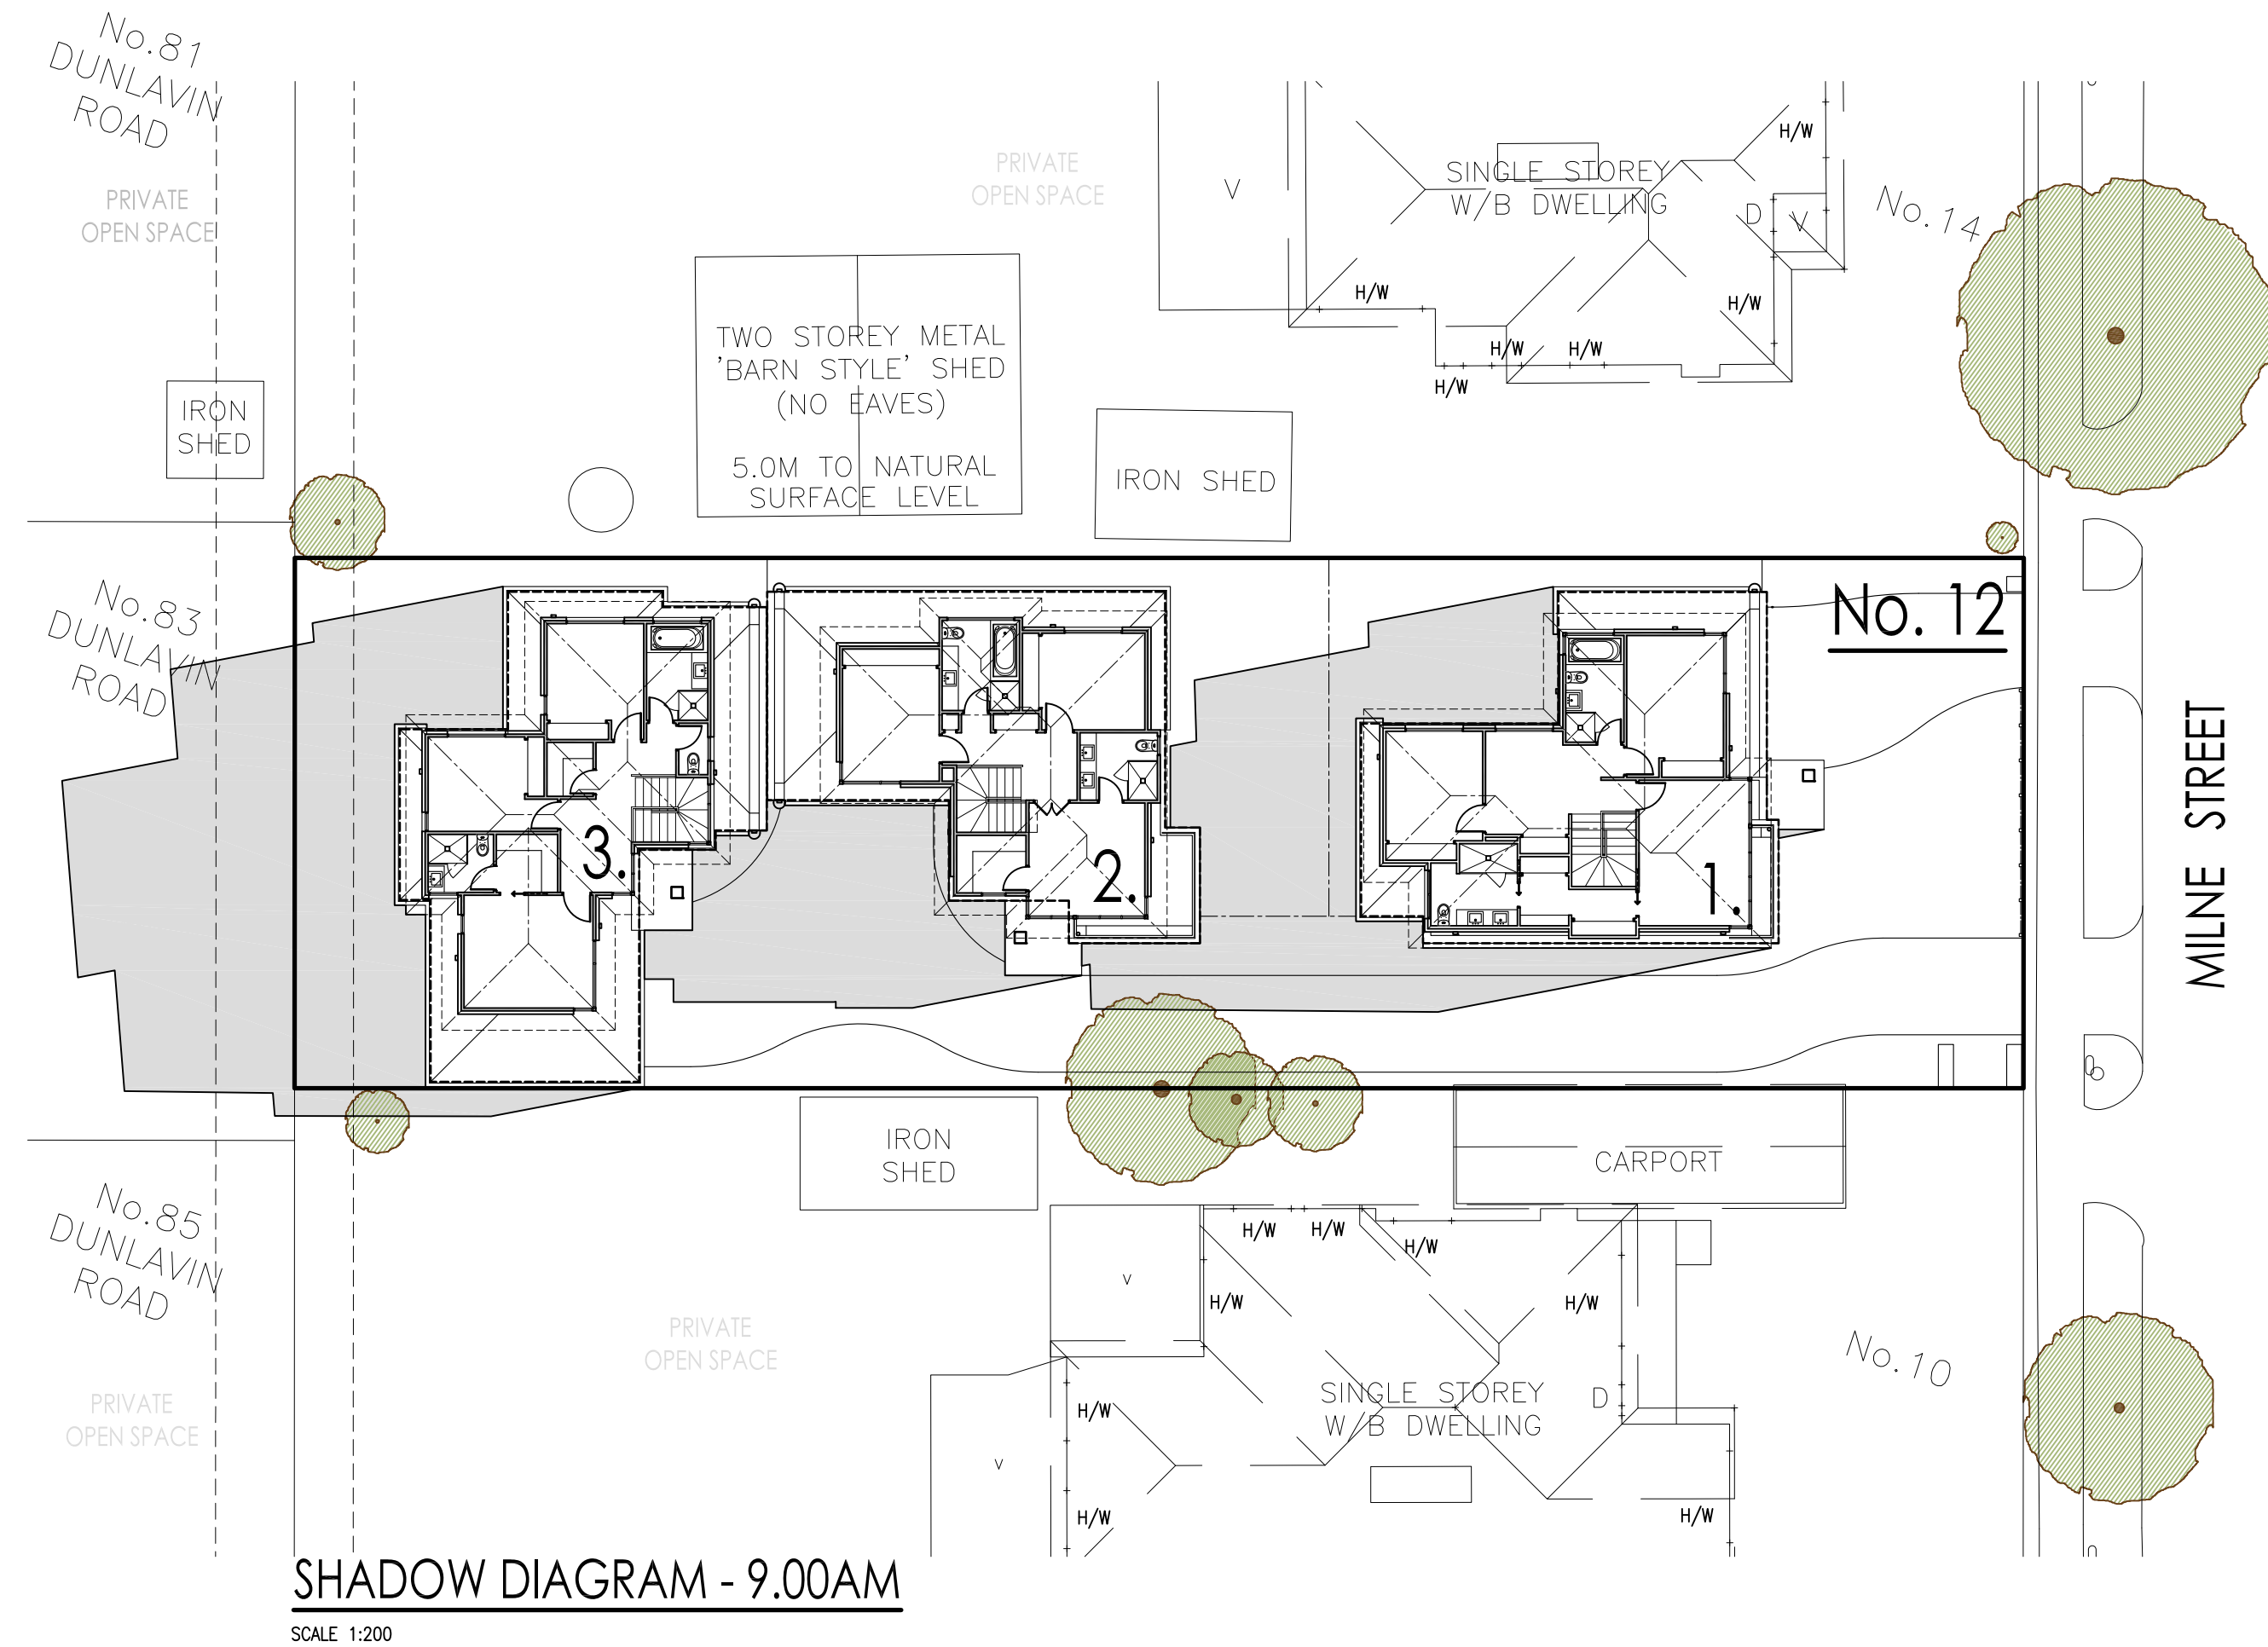 No.81
DUNLAVIN
ROAD
PRIVATE
OPEN SPACE
PRIVATE
OPEN SPACE
SINGLE STOREY
W/B DWELLING
V
D
V
H/W
H/W
H/W
H/W
H/W
H/W
No.14
TWO STOREY METAL
'BARN STYLE' SHED
(NO EAVES)
5.0M TO NATURAL
SURFACE LEVEL
IRON
SHED
IRON SHED
No.83
DUNLAVIN
ROAD
No. 12
3.
2.
1.
MILNE STREET
IRON
SHED
CARPORT
No.85
DUNLAVIN
ROAD
PRIVATE
OPEN SPACE
PRIVATE
OPEN SPACE
H/W
H/W
H/W
V
H/W
H/W
SINGLE STOREY
W/B DWELLING
D
H/W
V
H/W
H/W
No.10
SHADOW DIAGRAM - 9.00AM
SCALE 1:200